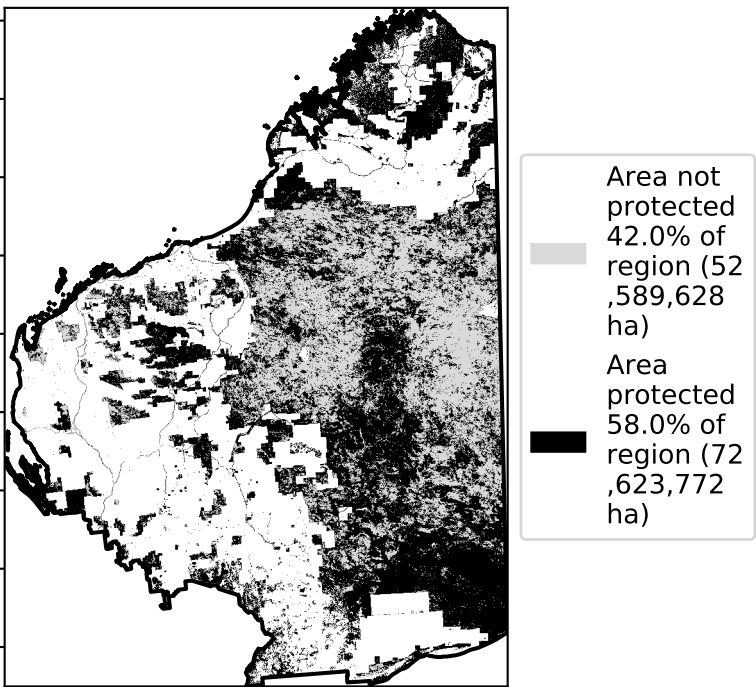 Area not
protected
42.0% of
region (52
,589,628
ha)
Area
protected
58.0% of
region (72
,623,772
ha)